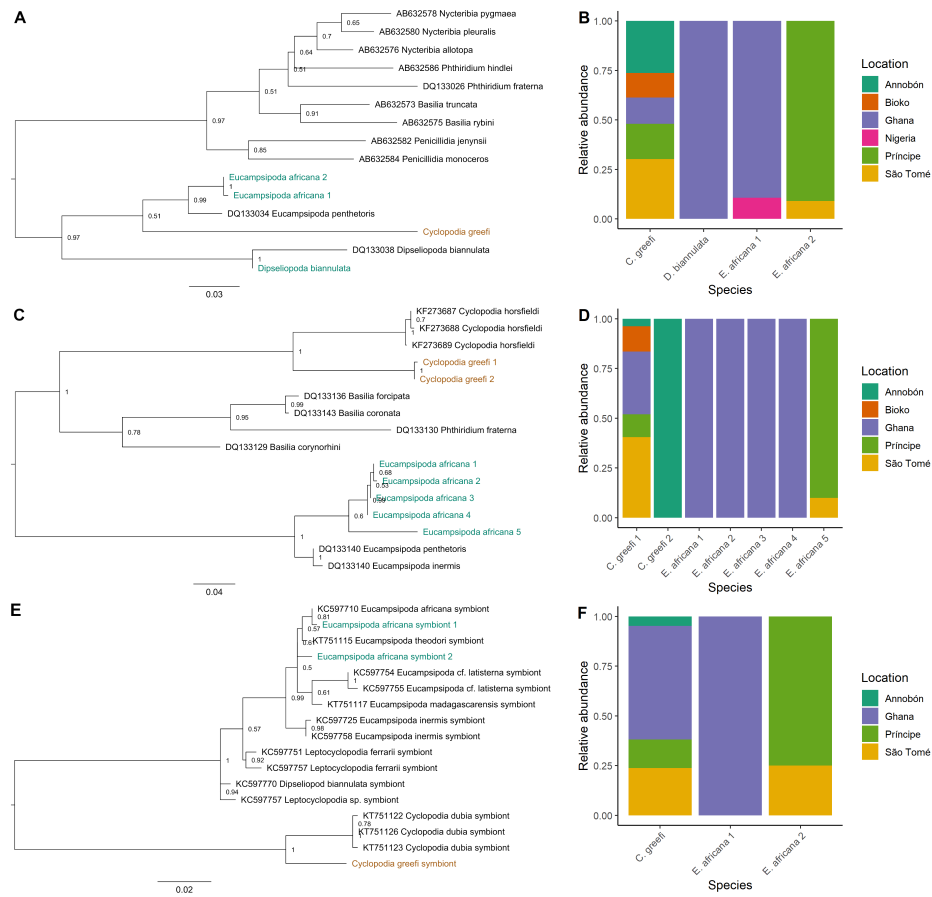 A
AB632578 Nycteribia pygmaea
0.65
AB632580 Nycteribia pleuralis
0.7
AB632576 Nycteribia allotopa
0.64
AB632586 Phthiridium hindlei
0.51
DQ133026 Phthiridium fraterna
0.51
AB632573 Basilia truncata
0.91
AB632575 Basilia rybini
0.97
AB632582 Penicillidia jenynsii
0.85
AB632584 Penicillidia monoceros
Eucampsipoda africana 2
1
Eucampsipoda africana 1
0.99
DQ133034 Eucampsipoda penthetoris
0.51
Cyclopodia greefi
0.97
DQ133038 Dipseliopoda biannulata
1
Dipseliopoda biannulata
0.03
B
1.00
0.75
0.50
0.25
0.00
Relative abundance
C. greefi
D. biannulata
E. africana 1
E. africana 2
Species
Location
Annobón
Bioko
Ghana
Nigeria
Príncipe
São Tomé
C
KF273687 Cyclopodia horsfieldi
0.7
KF273688 Cyclopodia horsfieldi
1
KF273689 Cyclopodia horsfieldi
1
Cyclopodia greefi 1
1
Cyclopodia greefi 2
1
DQ133136 Basilia forcipata
0.99
DQ133143 Basilia coronata
0.95
DQ133130 Phthiridium fraterna
0.78
DQ133129 Basilia corynorhini
Eucampsipoda africana 1
0.68
Eucampsipoda africana 2
0.53
Eucampsipoda africana 3
Eucampsipoda africana 4
0.6
Eucampsipoda africana 5
1
DQ133140 Eucampsipoda penthetoris
1
DQ133140 Eucampsipoda inermis
0.04
D
1.00
0.75
0.50
0.25
0.00
Relative abundance
C. greefi 1
C. greefi 2
E. africana 1
E. africana 2
E. africana 3
E. africana 4
E. africana 5
Species
Location
Annobón
Bioko
Ghana
Príncipe
São Tomé
E
KC597710 Eucampsipoda africana symbiont
0.81
Eucampsipoda africana symbiont 1
0.57
KT751115 Eucampsipoda theodori symbiont
Eucampsipoda africana symbiont 2
0.5
KC597754 Eucampsipoda cf. latisterna symbiont
1
KC597755 Eucampsipoda cf. latisterna symbiont
0.61
0.99
KT751117 Eucampsipoda madagascarensis symbiont
KC597725 Eucampsipoda inermis symbiont
0.98
KC597758 Eucampsipoda inermis symbiont
0.57
KC597751 Leptocyclopodia ferrarii symbiont
0.92
KC597757 Leptocyclopodia ferrarii symbiont
1
KC597770 Dipseliopod biannulata symbiont
0.94
KC597757 Leptocyclopodia sp. symbiont
KT751122 Cyclopodia dubia symbiont
0.78
KT751126 Cyclopodia dubia symbiont
1
KT751123 Cyclopodia dubia symbiont
1
Cyclopodia greefi symbiont
0.02
F
1.00
0.75
0.50
0.25
0.00
Relative abundance
C. greefi
E. africana 1
E. africana 2
Species
Location
Annobón
Ghana
Príncipe
São Tomé